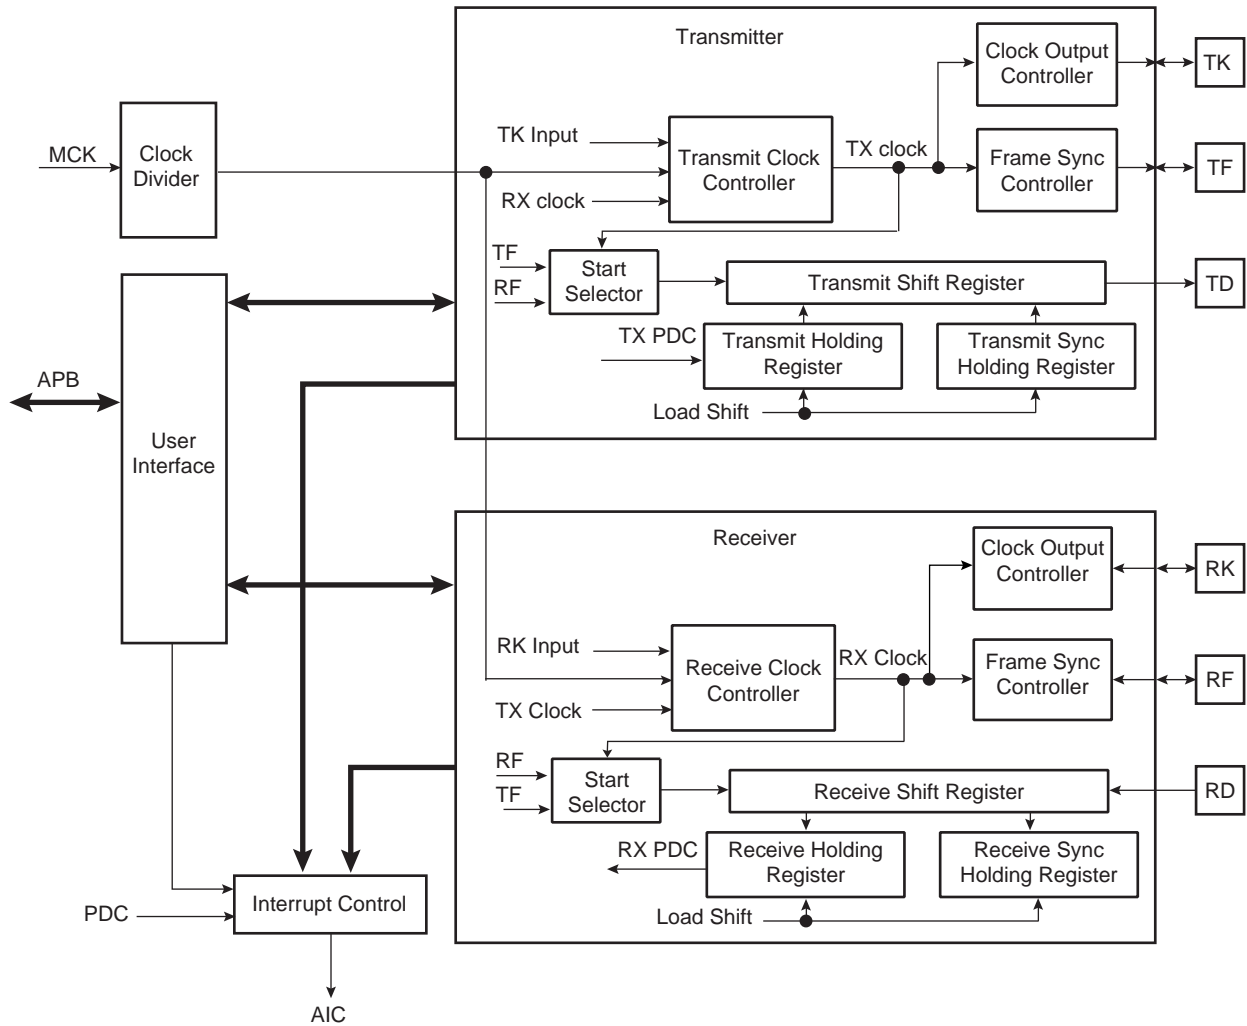 Transmitter
Clock Output
Controller
TK
MCK
Clock
Divider
TK Input
RX clock
Transmit Clock
Controller
TX clock
Frame Sync
Controller
TF
TF
RF
Start
Selector
Transmit Shift Register
TD
TX PDC
Transmit Holding
Register
Transmit Sync
Holding Register
Load Shift
APB
User
Interface
Receiver
Clock Output
Controller
RK
RK Input
TX Clock
Receive Clock
Controller
RX Clock
Frame Sync
Controller
RF
RF
TF
Start
Selector
Receive Shift Register
RD
RX PDC
Receive Holding
Register
Receive Sync
Holding Register
Load Shift
PDC
Interrupt Control
AIC